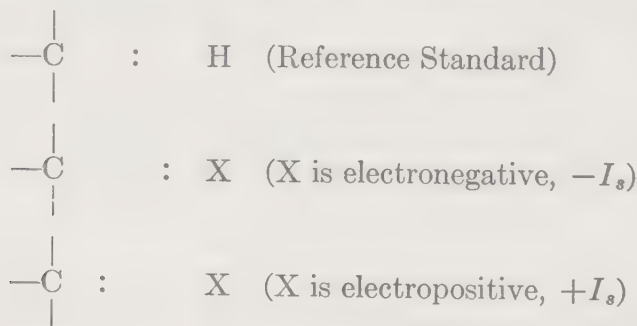 —C : H (Reference Standard)
—C : X (X is electronegative, −Iₛ)
—C : X (X is electropositive, +Iₛ)